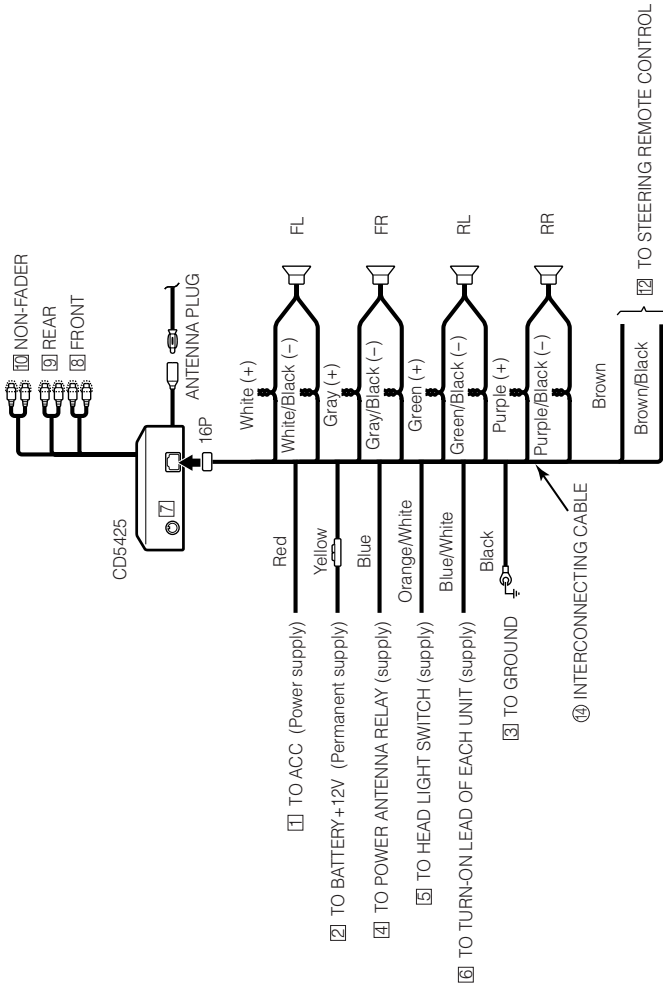 10 NON-FADER
9 REAR
8 FRONT
ANTENNA PLUG
CD5425
7
16P
White (+)
White/Black (−)
FL
Gray (+)
Gray/Black (−)
FR
Green (+)
Green/Black (−)
RL
Purple (+)
Purple/Black (−)
RR
Brown
Brown/Black
12 TO STEERING REMOTE CONTROL
Red
1 TO ACC (Power supply)
Yellow
2 TO BATTERY+12V (Permanent supply)
Blue
4 TO POWER ANTENNA RELAY (supply)
Orange/White
5 TO HEAD LIGHT SWITCH (supply)
Blue/White
6 TO TURN-ON LEAD OF EACH UNIT (supply)
Black
3 TO GROUND
14 INTERCONNECTING CABLE